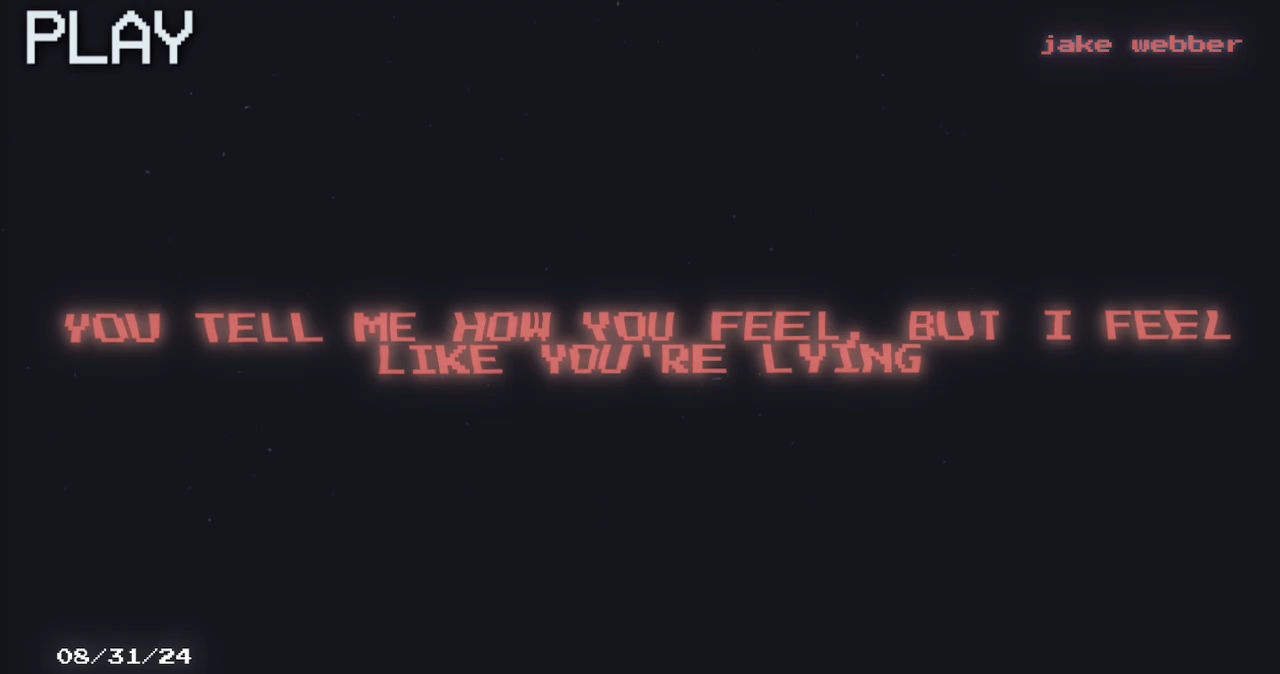 PLAY
jake webber
YOU TELL ME HOW YOU FEEL, BUT I FEEL
LIKE YOU'RE LYING
08/31/24